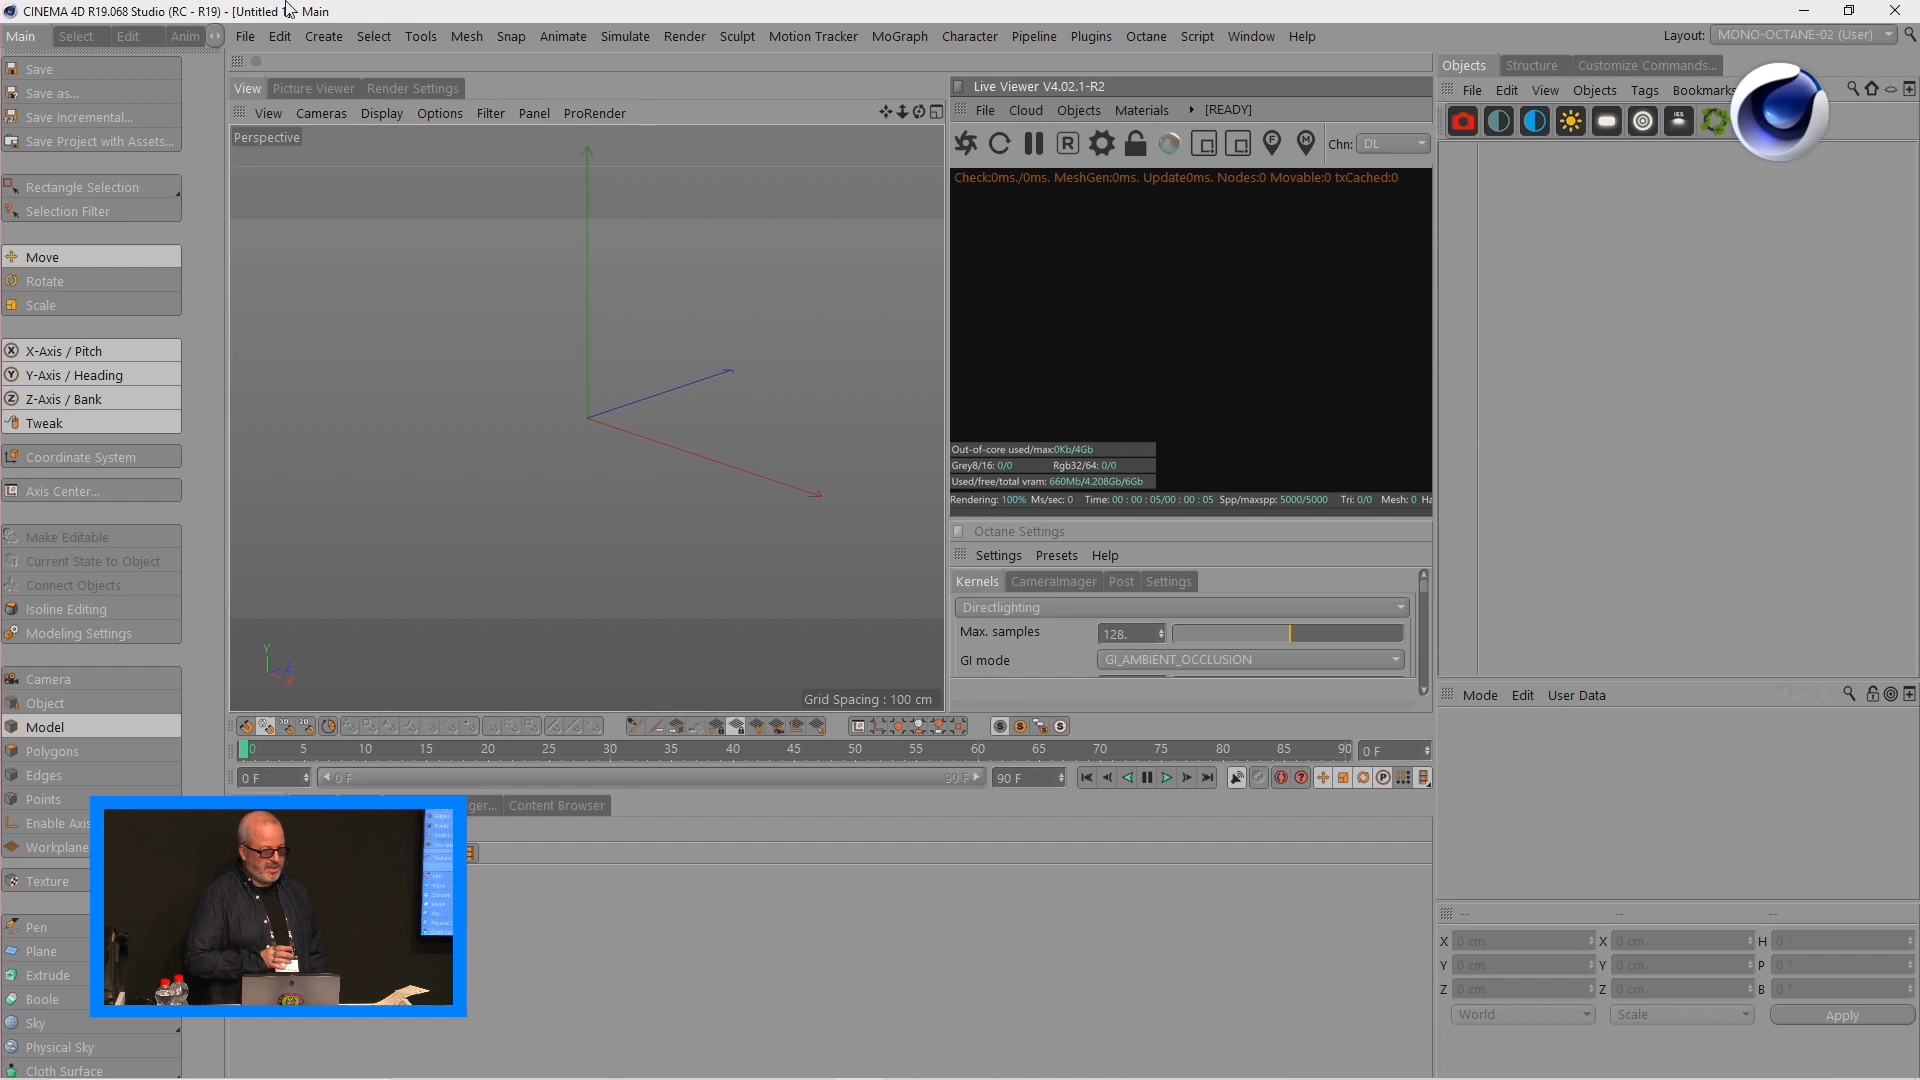 CINEMA 4D R19.068 Studio (RC - R19) - [Untitled 1] - Main
Main Select Edit Anim File Edit Create Select Tools Mesh Snap Animate Simulate Render Sculpt Motion Tracker MoGraph Character Pipeline Plugins Octane Script Window Help Layout: MONO-OCTANE-02 (User)
Save
Save as...
Save Incremental...
Save Project with Assets...
Rectangle Selection
Selection Filter
Move
Rotate
Scale
X-Axis / Pitch
Y-Axis / Heading
Z-Axis / Bank
Tweak
Coordinate System
Axis Center...
Make Editable
Current State to Object
Connect Objects
Isoline Editing
Modeling Settings
Camera
Object
Model
Polygons
Edges
Points
Enable Axis
Workplane
Texture
Pen
Plane
Extrude
Boole
Sky
Physical Sky
Cloth Surface
View Picture Viewer Render Settings
View Cameras Display Options Filter Panel ProRender
Perspective
Y
Z
X
Grid Spacing : 100 cm
Live Viewer V4.02.1-R2
File Cloud Objects Materials [READY]
R F M Chn: DL
Check:0ms./0ms. MeshGen:0ms. Update0ms. Nodes:0 Movable:0 txCached:0
Out-of-core used/max:0Kb/4Gb
Grey8/16: 0/0 Rgb32/64: 0/0
Used/free/total vram: 660Mb/4.208Gb/6Gb
Rendering: 100% Ms/sec: 0 Time: 00 : 00 : 05/00 : 00 : 05 Spp/maxspp: 5000/5000 Tri: 0/0 Mesh: 0 Ha
Octane Settings
Settings Presets Help
Kernels CameraImager Post Settings
Directlighting
Max. samples 128.
GI mode GI_AMBIENT_OCCLUSION
0 5 10 15 20 25 30 35 40 45 50 55 60 65 70 75 80 85 90 0 F
0 F 0 F 90 F 90 F
ger... Content Browser
Objects Structure Customize Commands...
File Edit View Objects Tags Bookmarks
IES
Mode Edit User Data
-- -- --
X 0 cm X 0 cm H 0 °
Y 0 cm Y 0 cm P 0 °
Z 0 cm Z 0 cm B 0 °
World Scale Apply